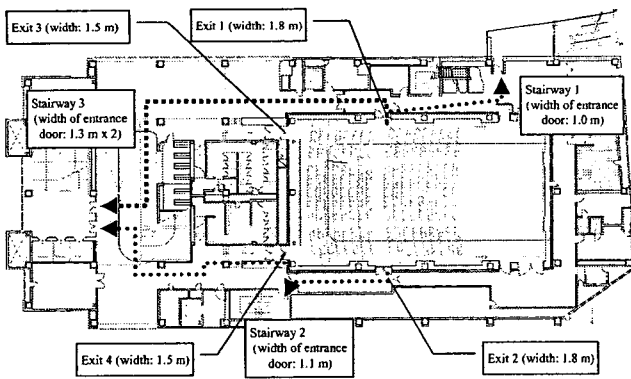 Exit 3 (width: 1.5 m)
Exit 1 (width: 1.8 m)
Stairway 3
(width of entrance
door: 1.3 m x 2)
Stairway 1
(width of entrance
door: 1.0 m)
Exit 4 (width: 1.5 m)
Stairway 2
(width of entrance
door: 1.1 m)
Exit 2 (width: 1.8 m)